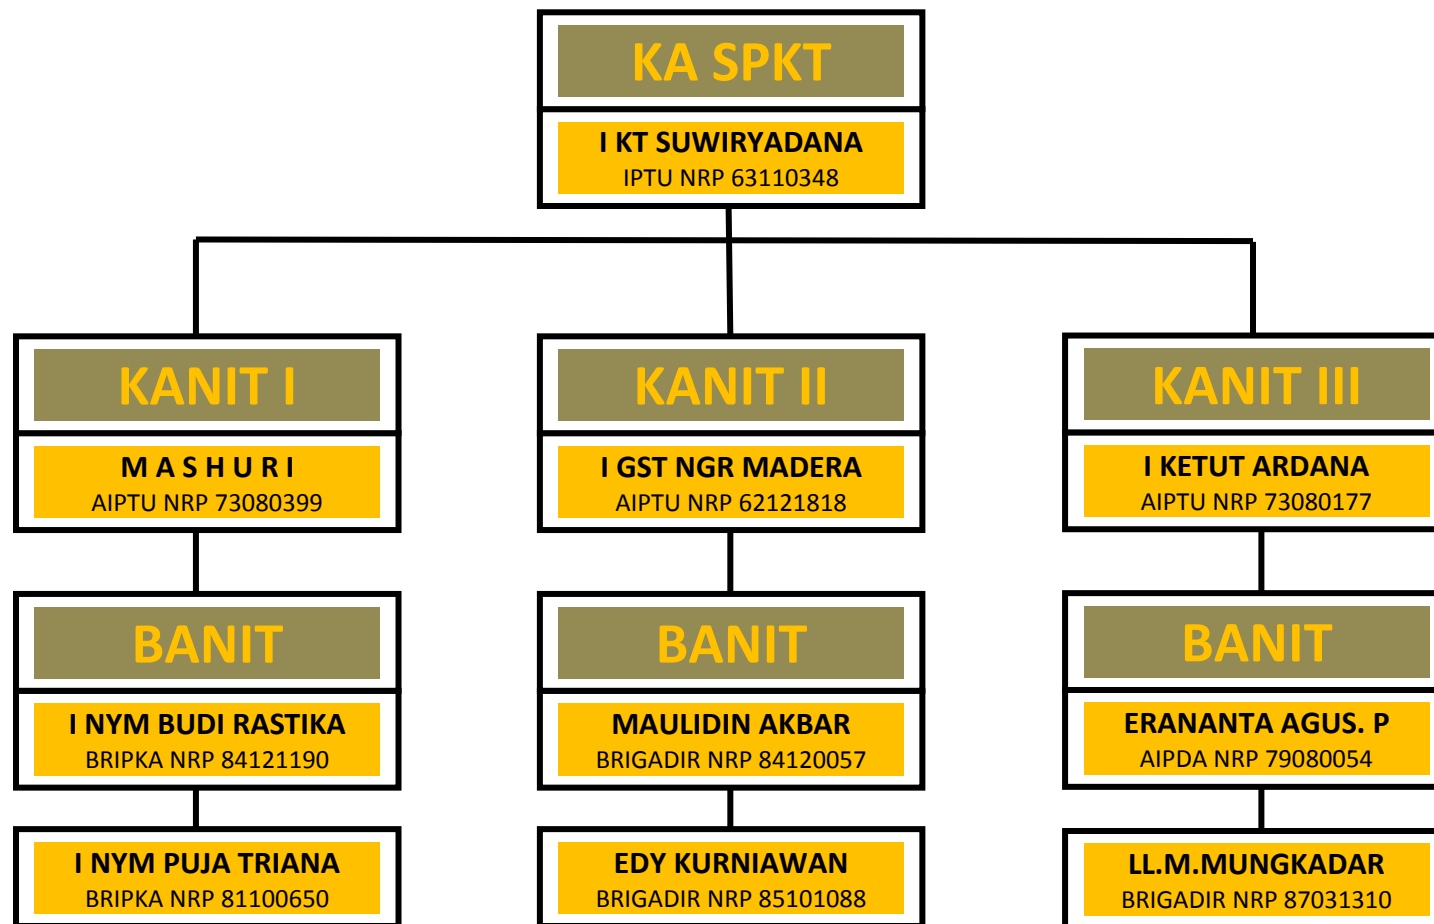 KA SPKT
I KT SUWIRYADANA
IPTU NRP 63110348
KANIT I
M A S H U R I
AIPTU NRP 73080399
KANIT II
I GST NGR MADERA
AIPTU NRP 62121818
KANIT III
I KETUT ARDANA
AIPTU NRP 73080177
BANIT
I NYM BUDI RASTIKA
BRIPKA NRP 84121190
BANIT
MAULIDIN AKBAR
BRIGADIR NRP 84120057
BANIT
ERANANTA AGUS. P
AIPDA NRP 79080054
I NYM PUJA TRIANA
BRIPKA NRP 81100650
EDY KURNIAWAN
BRIGADIR NRP 85101088
LL.M.MUNGKADAR
BRIGADIR NRP 87031310